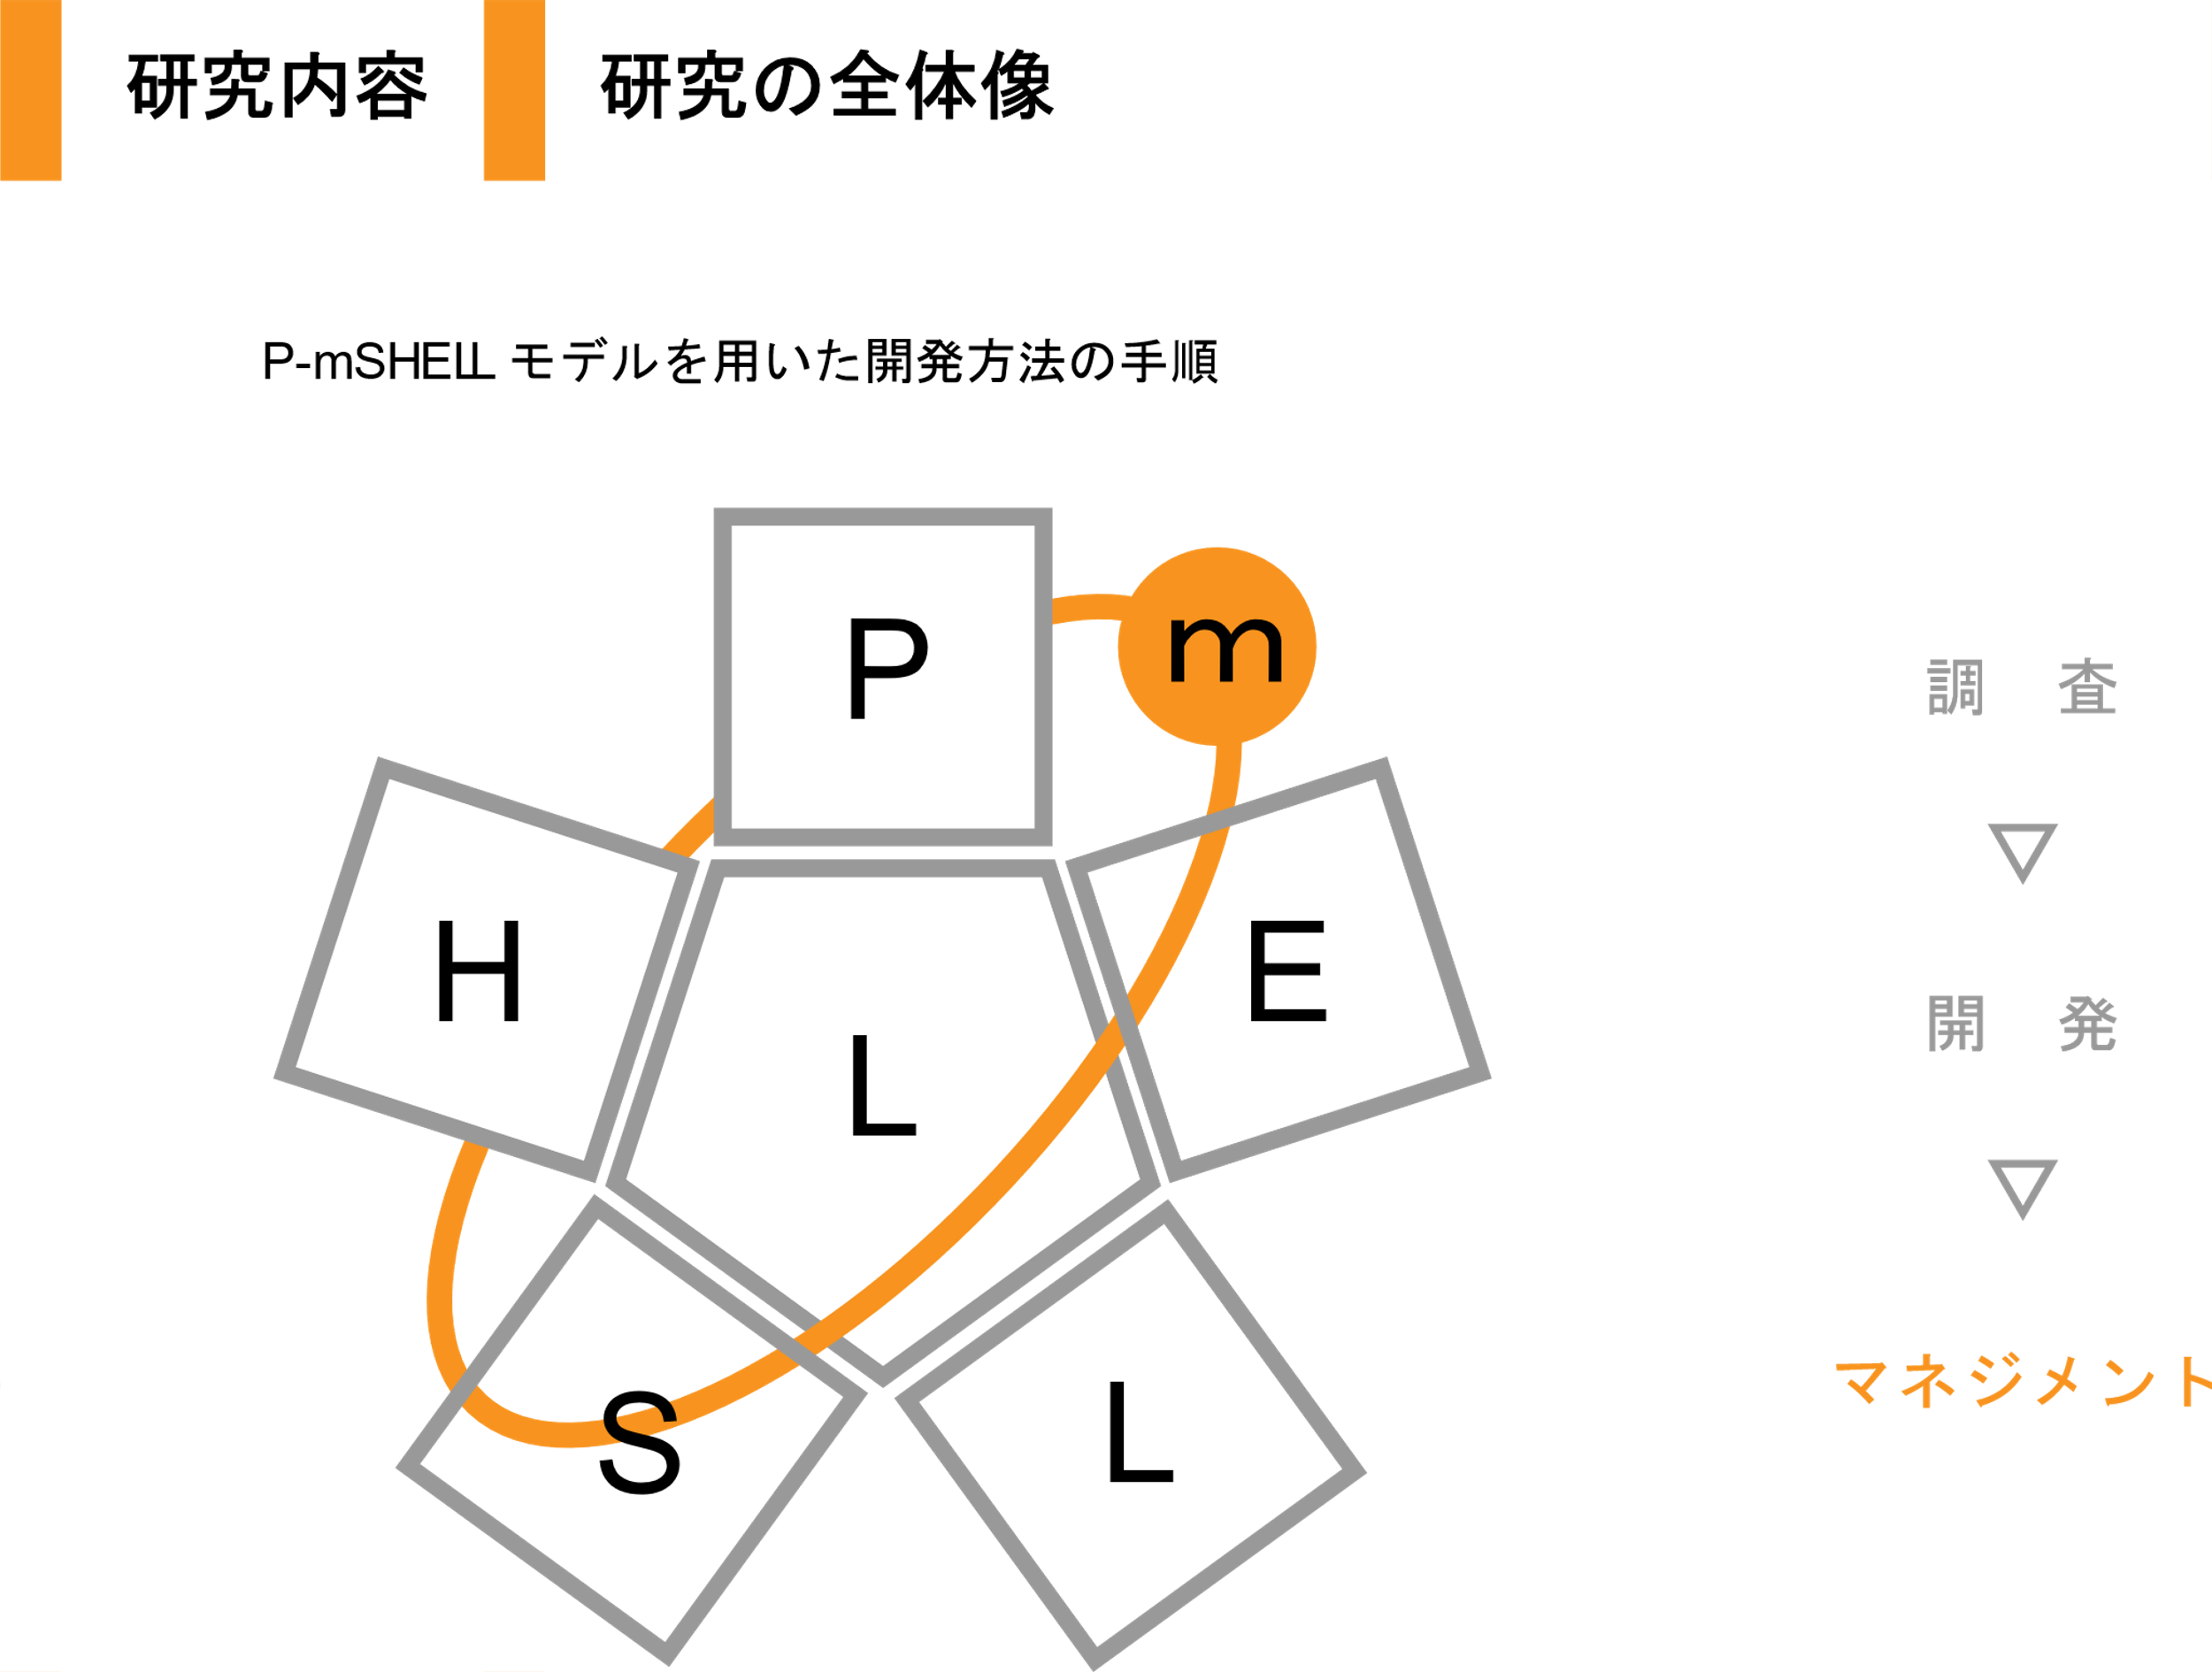 研究内容 研究の全体像
P-mSHELL モデルを用いた開発方法の手順
P
m
調 査
H
E
L
開 発
S
L
マネジメント